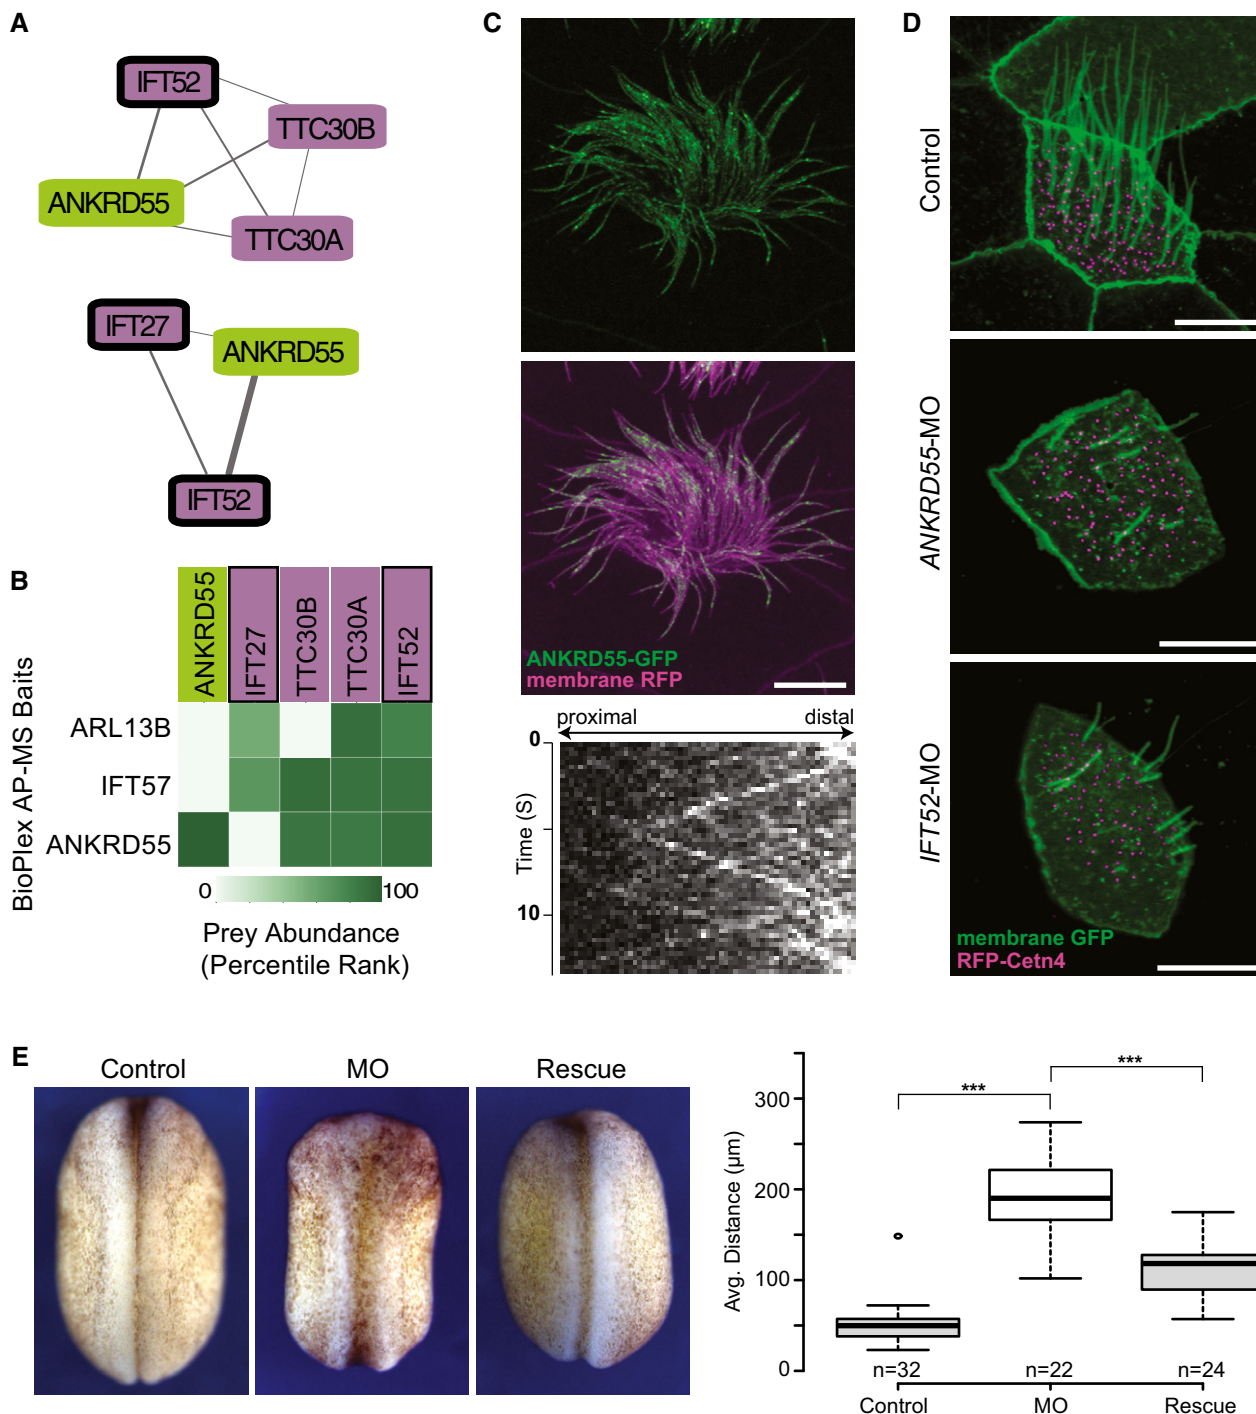 A
IFT52
TTC30B
ANKRD55
TTC30A
IFT27
ANKRD55
IFT52
B
BioPlex AP-MS Baits
ANKRD55
IFT27
TTC30B
TTC30A
IFT52
ARL13B
IFT57
ANKRD55
0
100
Prey Abundance
(Percentile Rank)
C
ANKRD55-GFP
membrane RFP
proximal
distal
0
Time (S)
10
D
Control
ANKRD55-MO
IFT52-MO
membrane GFP
RFP-Cetn4
E
Control
MO
Rescue
Avg. Distance (µm)
300
200
100
0
***
***
n=32
n=22
n=24
Control
MO
Rescue